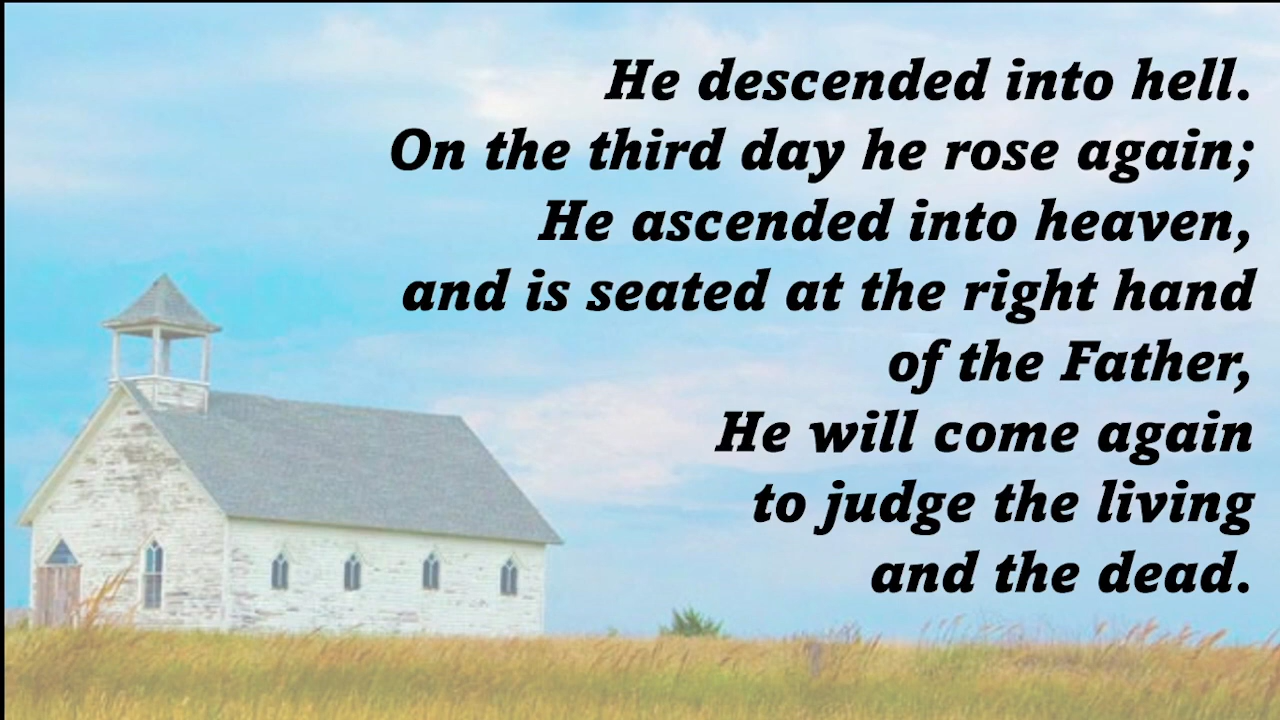 He descended into hell.
On the third day he rose again;
He ascended into heaven,
and is seated at the right hand
of the Father,
He will come again
to judge the living
and the dead.